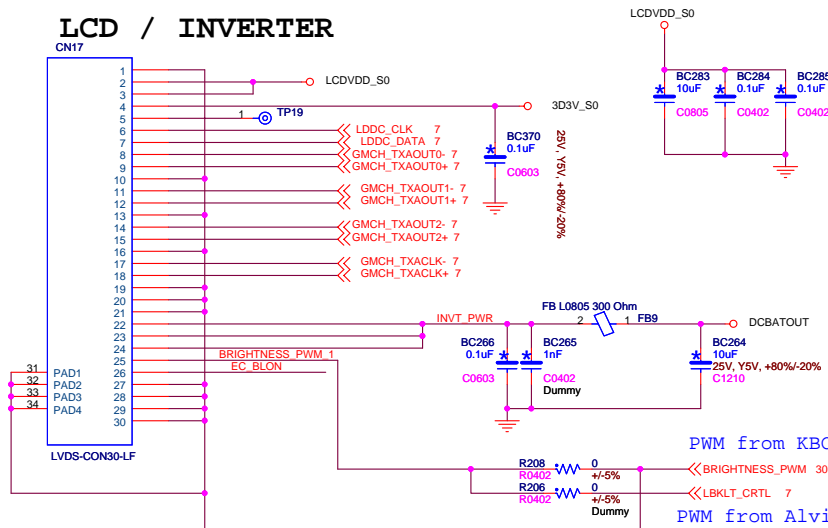 LCD / INVERTER
CN17
1
2
3
4
5
6
7
8
9
10
11
12
13
14
15
16
17
18
19
20
21
22
23
24
25
26
27
28
29
30
31 PAD1
32 PAD2
33 PAD3
34 PAD4
LVDS-CON30-LF
LCDVDD_S0
3D3V_S0
1 TP19
LDDC_CLK 7
LDDC_DATA 7
GMCH_TXAOUT0- 7
GMCH_TXAOUT0+ 7
GMCH_TXAOUT1- 7
GMCH_TXAOUT1+ 7
GMCH_TXAOUT2- 7
GMCH_TXAOUT2+ 7
GMCH_TXACLK- 7
GMCH_TXACLK+ 7
BC370
0.1uF
C0603
25V, Y5V, +80%/-20%
LCDVDD_S0
BC283
10uF
C0805
BC284
0.1uF
C0402
BC285
0.1uF
C0402
INVT_PWR
FB L0805 300 Ohm
2 1 FB9
DCBATOUT
BRIGHTNESS_PWM_1
EC_BLON
BC266
0.1uF
C0603
BC265
1nF
C0402
Dummy
BC264
10uF
25V, Y5V, +80%/-20%
C1210
PWM from KBC
R208 0
R0402 +/-5%
BRIGHTNESS_PWM 30
R206 0
R0402 +/-5%
Dummy
LBKLT_CRTL 7
PWM from Alvi